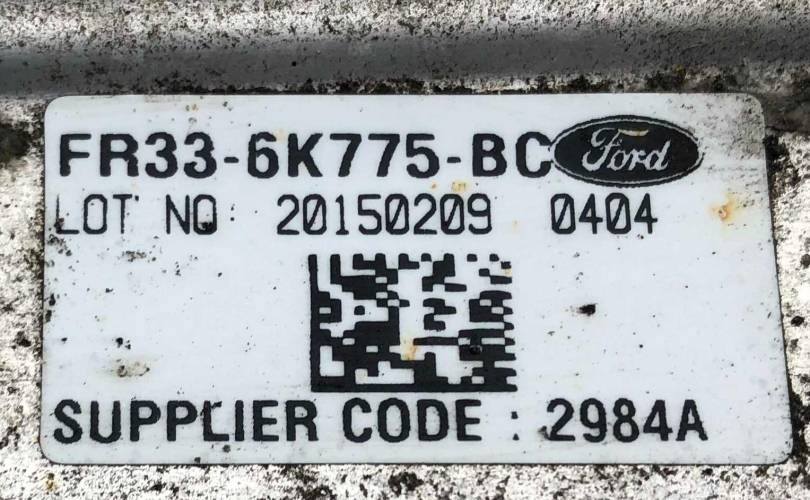 FR33-6K775-BC Ford
LOT NO: 20150209 0404
SUPPLIER CODE : 2984A